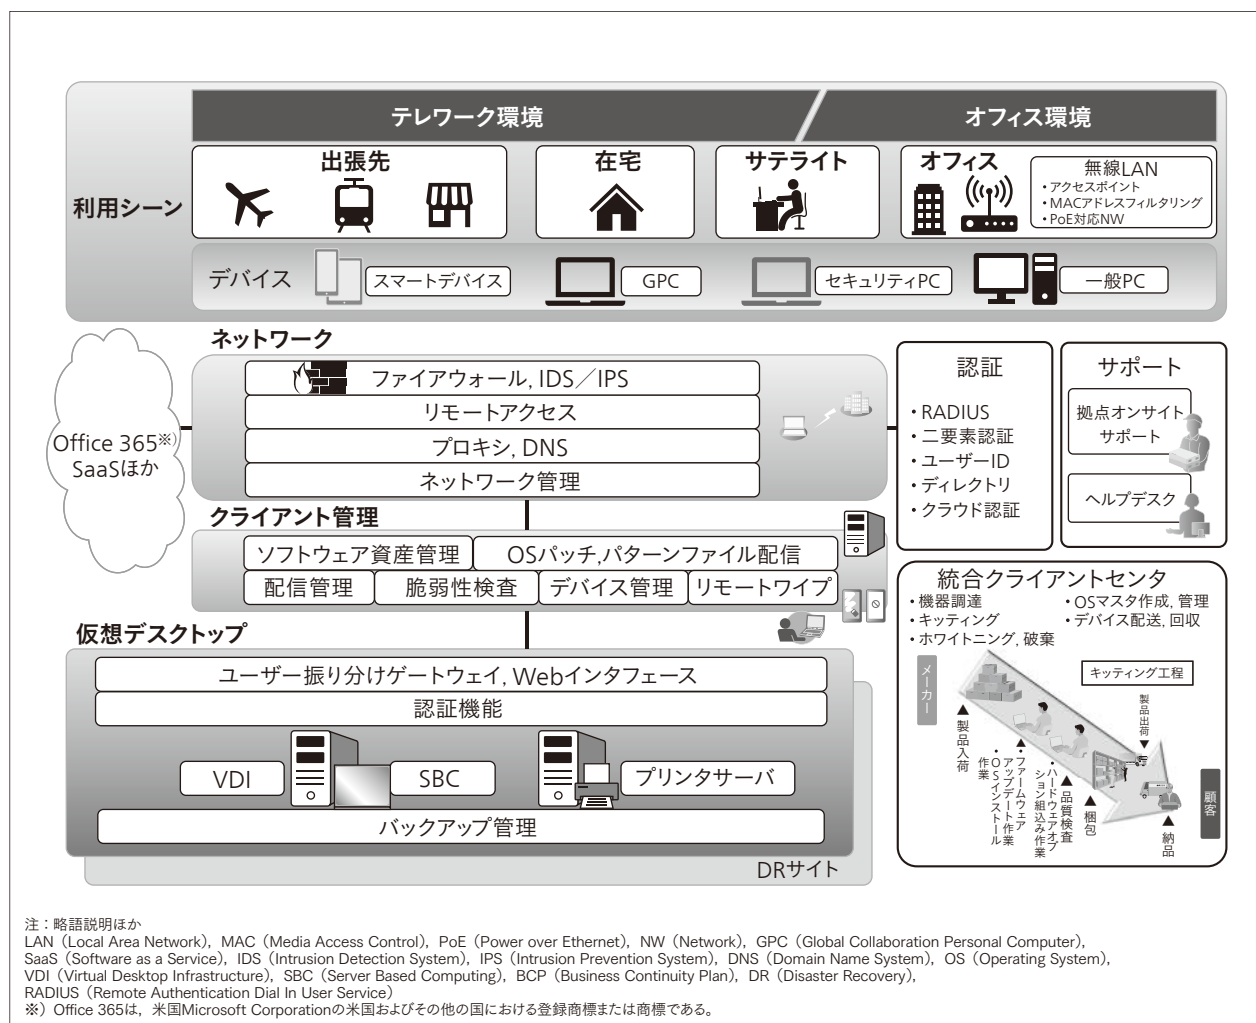 テレワーク環境
オフィス環境
利用シーン
出張先
在宅
サテライト
オフィス
無線LAN
・アクセスポイント
・MACアドレスフィルタリング
・PoE対応NW
デバイス
スマートデバイス
GPC
セキュリティPC
一般PC
Office 365※）
SaaSほか
ネットワーク
ファイアウォール, IDS／IPS
リモートアクセス
プロキシ, DNS
ネットワーク管理
認証
・RADIUS
・二要素認証
・ユーザーID
・ディレクトリ
・クラウド認証
サポート
拠点オンサイト
サポート
ヘルプデスク
クライアント管理
ソフトウェア資産管理
OSパッチ,パターンファイル配信
配信管理
脆弱性検査
デバイス管理
リモートワイプ
仮想デスクトップ
ユーザー振り分けゲートウェイ, Webインタフェース
認証機能
VDI
SBC
プリンタサーバ
バックアップ管理
DRサイト
統合クライアントセンタ
・機器調達
・キッティング
・ホワイトニング, 破棄
・OSマスタ作成, 管理
・デバイス配送, 回収
メーカー
キッティング工程
▲製品入荷
▲・ファームウェア
アップデート作業
・OSインストール
作業
・ハードウェアオプ
ション組込み作業
▲品質検査
▲梱包
製品出荷▼
▲納品
顧客
注：略語説明ほか
LAN（Local Area Network），MAC（Media Access Control），PoE（Power over Ethernet），NW（Network），GPC（Global Collaboration Personal Computer），
SaaS（Software as a Service），IDS（Intrusion Detection System），IPS（Intrusion Prevention System），DNS（Domain Name System），OS（Operating System），
VDI（Virtual Desktop Infrastructure），SBC（Server Based Computing），BCP（Business Continuity Plan），DR（Disaster Recovery），
RADIUS（Remote Authentication Dial In User Service）
※）Office 365は，米国Microsoft Corporationの米国およびその他の国における登録商標または商標である。